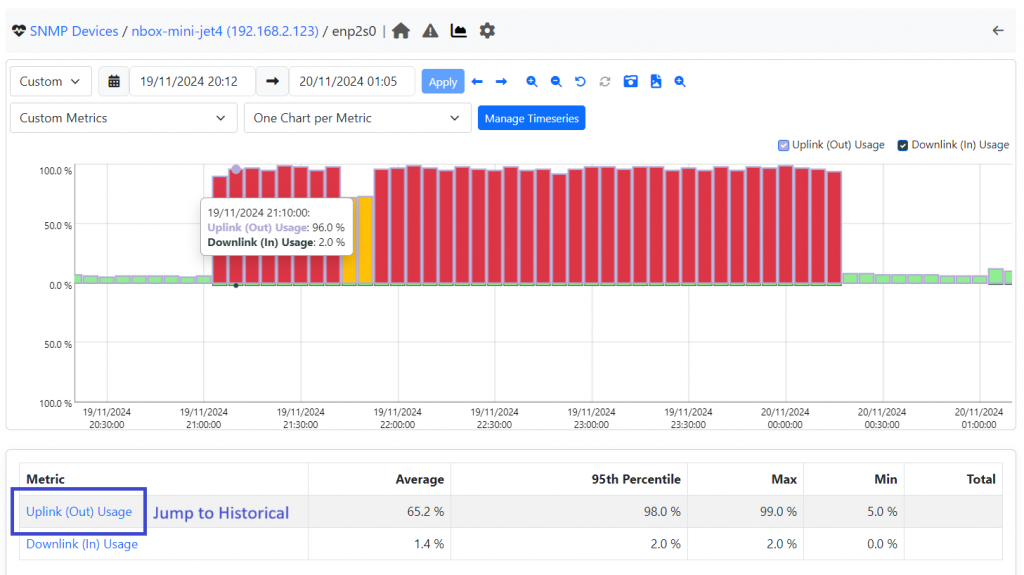 SNMP Devices / nbox-mini-jet4 (192.168.2.123) / enp2s0 |
Custom 19/11/2024 20:12 20/11/2024 01:05 Apply
Custom Metrics One Chart per Metric Manage Timeseries
Uplink (Out) Usage Downlink (In) Usage
100.0 %
50.0 %
0.0 %
50.0 %
100.0 %
19/11/2024 21:10:00:
Uplink (Out) Usage: 96.0 %
Downlink (In) Usage: 2.0 %
19/11/2024 19/11/2024 19/11/2024 19/11/2024 19/11/2024 19/11/2024 19/11/2024 20/11/2024 20/11/2024 20/11/2024
20:30:00 21:00:00 21:30:00 22:00:00 22:30:00 23:00:00 23:30:00 00:00:00 00:30:00 01:00:00
Metric Average 95th Percentile Max Min Total
Uplink (Out) Usage Jump to Historical 65.2 % 98.0 % 99.0 % 5.0 %
Downlink (In) Usage 1.4 % 2.0 % 2.0 % 0.0 %